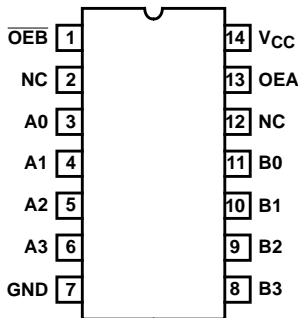 OEB 1 14 VCC
NC 2 13 OEA
A0 3 12 NC
A1 4 11 B0
A2 5 10 B1
A3 6 9 B2
GND 7 8 B3